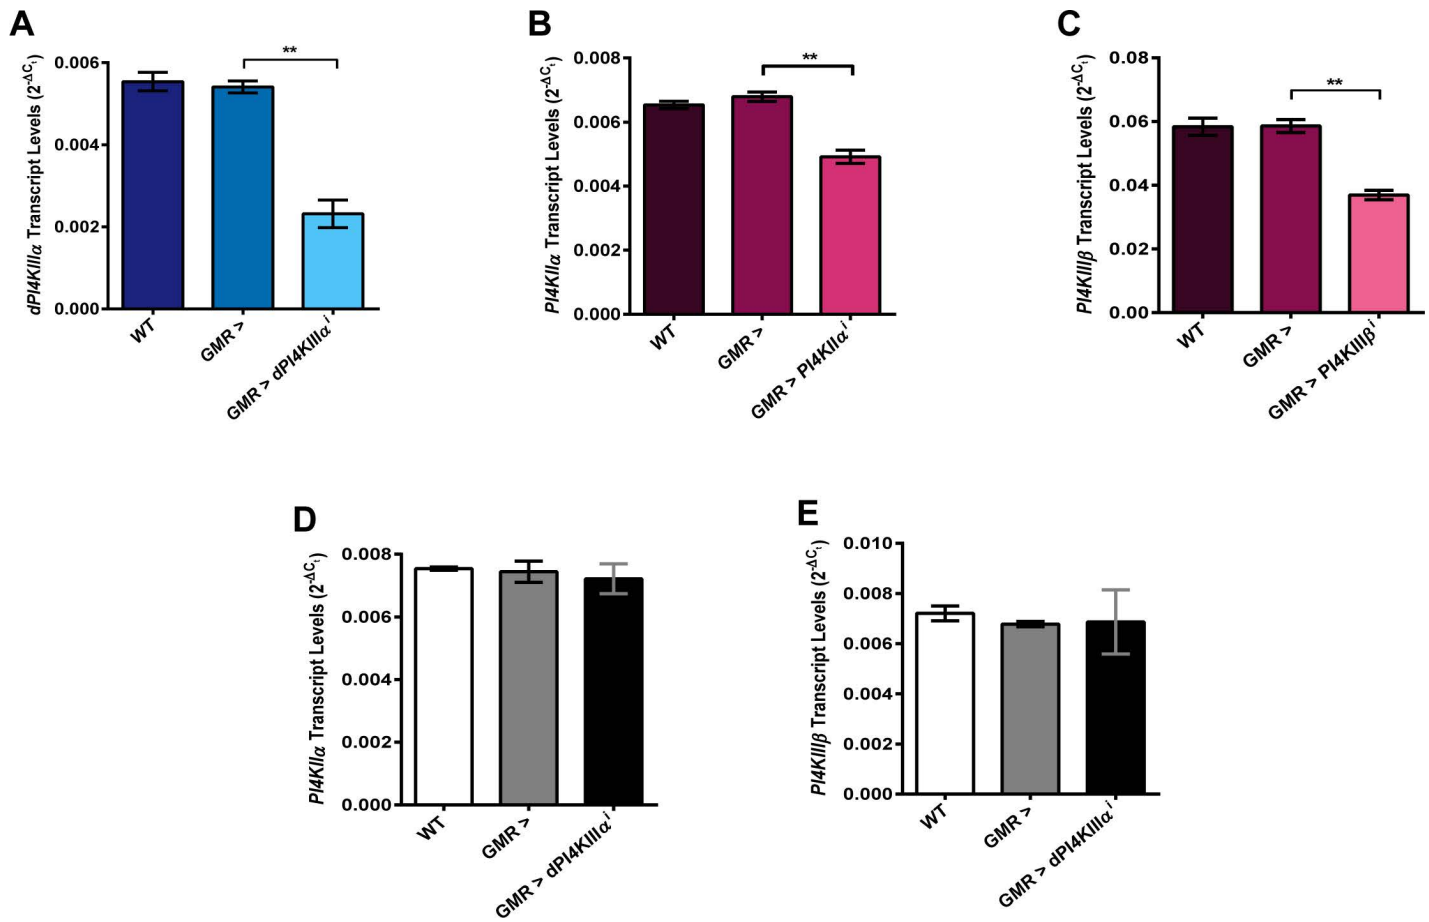 A
dPI4KIIIα Transcript Levels (2^-ΔCt)
0.006
0.004
0.002
0.000
**
WT
GMR >
GMR > dPI4KIIIα^i
B
PI4KIIα Transcript Levels (2^-ΔCt)
0.008
0.006
0.004
0.002
0.000
**
WT
GMR >
GMR > PI4KIIα^i
C
PI4KIIIβ Transcript Levels (2^-ΔCt)
0.08
0.06
0.04
0.02
0.00
**
WT
GMR >
GMR > PI4KIIIβ^i
D
PI4KIIα Transcript Levels (2^-ΔCt)
0.008
0.006
0.004
0.002
0.000
WT
GMR >
GMR > dPI4KIIIα^i
E
PI4KIIIβ Transcript Levels (2^-ΔCt)
0.010
0.008
0.006
0.004
0.002
0.000
WT
GMR >
GMR > dPI4KIIIα^i